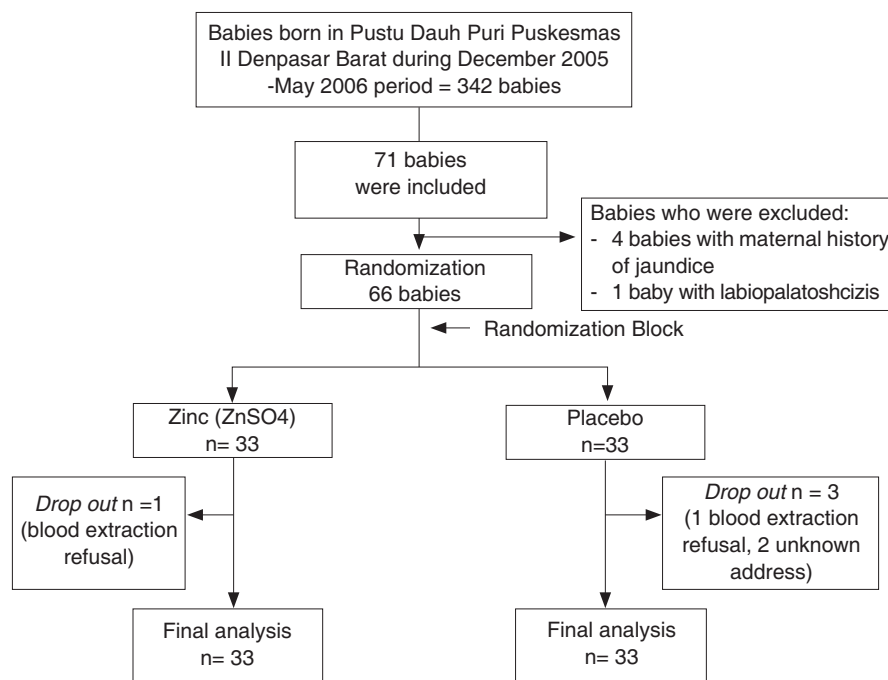 Babies born in Pustu Dauh Puri Puskesmas
II Denpasar Barat during December 2005
-May 2006 period = 342 babies
71 babies
were included
Babies who were excluded:
- 4 babies with maternal history
of jaundice
- 1 baby with labiopalatoshcizis
Randomization
66 babies
Randomization Block
Zinc (ZnSO4)
n= 33
Placebo
n=33
Drop out n =1
(blood extraction
refusal)
Drop out n = 3
(1 blood extraction
refusal, 2 unknown
address)
Final analysis
n= 33
Final analysis
n= 33